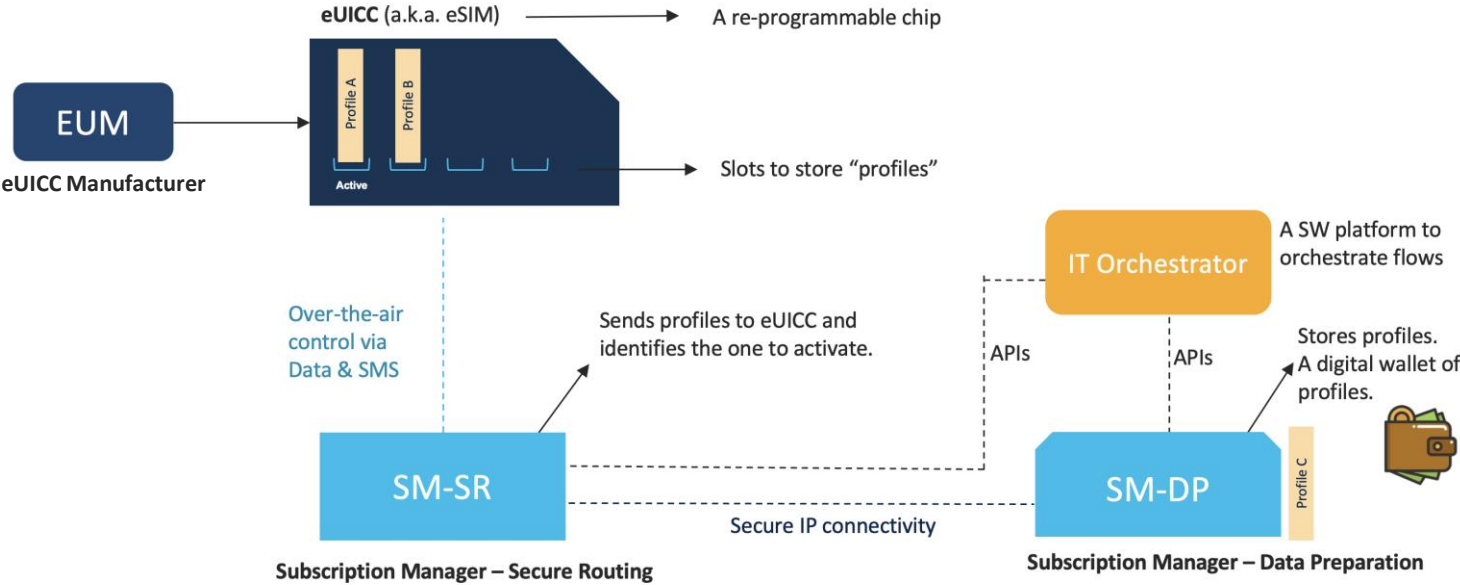 eUICC (a.k.a. eSIM)
A re-programmable chip
EUM
eUICC Manufacturer
Profile A
Profile B
Active
Slots to store “profiles”
IT Orchestrator
A SW platform to
orchestrate flows
Over-the-air
control via
Data & SMS
Sends profiles to eUICC and
identifies the one to activate.
APIs
APIs
Stores profiles.
A digital wallet of
profiles.
SM-SR
Secure IP connectivity
SM-DP
Profile C
Subscription Manager – Secure Routing
Subscription Manager – Data Preparation